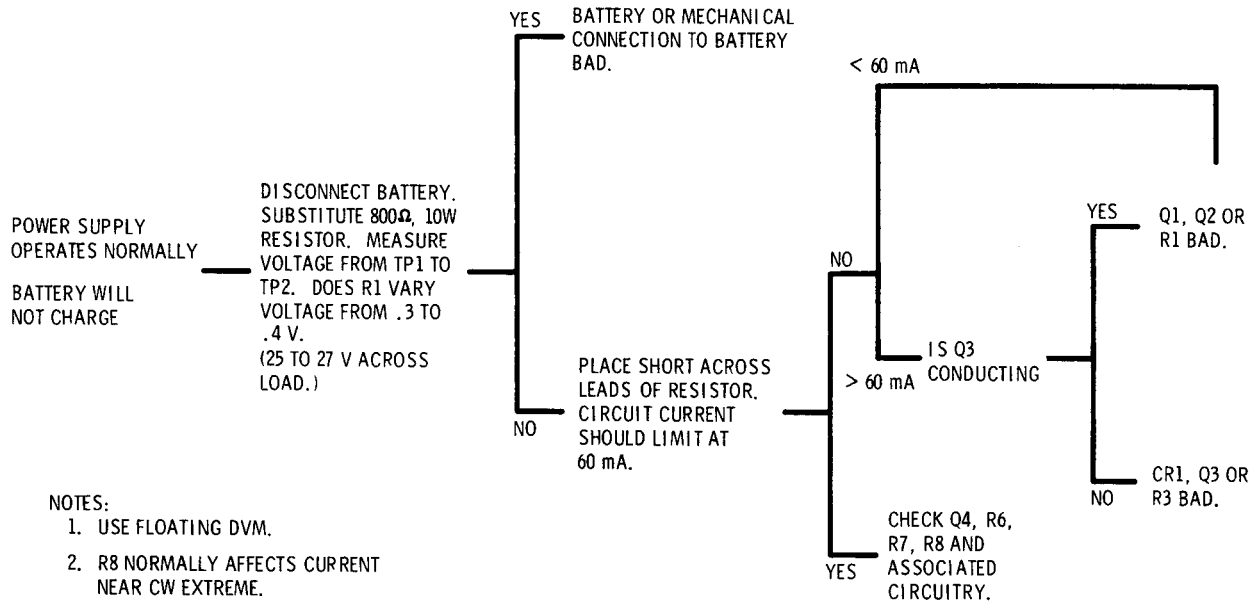 POWER SUPPLY
OPERATES NORMALLY
BATTERY WILL
NOT CHARGE
DISCONNECT BATTERY.
SUBSTITUTE 800Ω, 10W
RESISTOR. MEASURE
VOLTAGE FROM TP1 TO
TP2. DOES R1 VARY
VOLTAGE FROM .3 TO
.4 V.
(25 TO 27 V ACROSS
LOAD.)
YES
BATTERY OR MECHANICAL
CONNECTION TO BATTERY
BAD.
NO
PLACE SHORT ACROSS
LEADS OF RESISTOR.
CIRCUIT CURRENT
SHOULD LIMIT AT
60 mA.
NO
< 60 mA
> 60 mA
IS Q3
CONDUCTING
YES
Q1, Q2 OR
R1 BAD.
NO
CR1, Q3 OR
R3 BAD.
YES
CHECK Q4, R6,
R7, R8 AND
ASSOCIATED
CIRCUITRY.
NOTES:
1. USE FLOATING DVM.
2. R8 NORMALLY AFFECTS CURRENT
NEAR CW EXTREME.